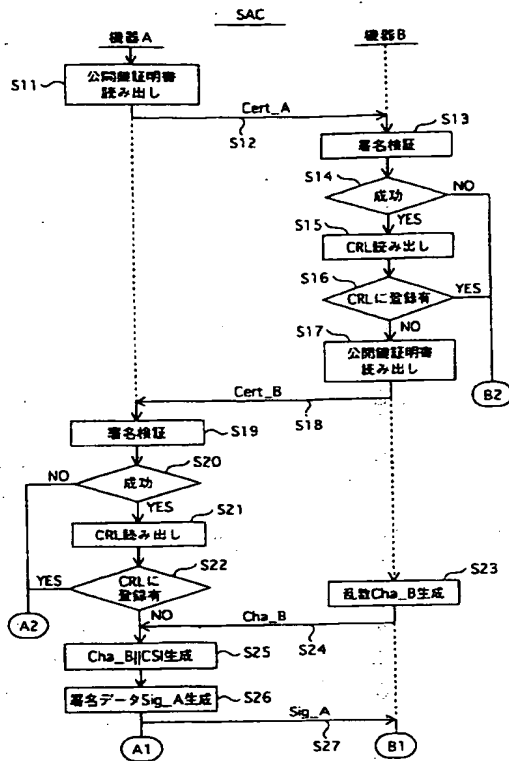 SAC
機器A
機器B
S11
公開鍵証明書
読み出し
Cert_A
S12
S13
署名検証
S14
成功
NO
YES
S15
CRL読み出し
S16
CRLに登録有
YES
NO
S17
公開鍵証明書
読み出し
B2
Cert_B
S18
署名検証
S19
S20
NO
成功
YES
S21
CRL読み出し
S22
YES
CRLに
登録有
NO
A2
S23
乱数Cha_B生成
Cha_B
S24
Cha_B||CSI生成
S25
署名データSig_A生成
S26
Sig_A
S27
A1
B1